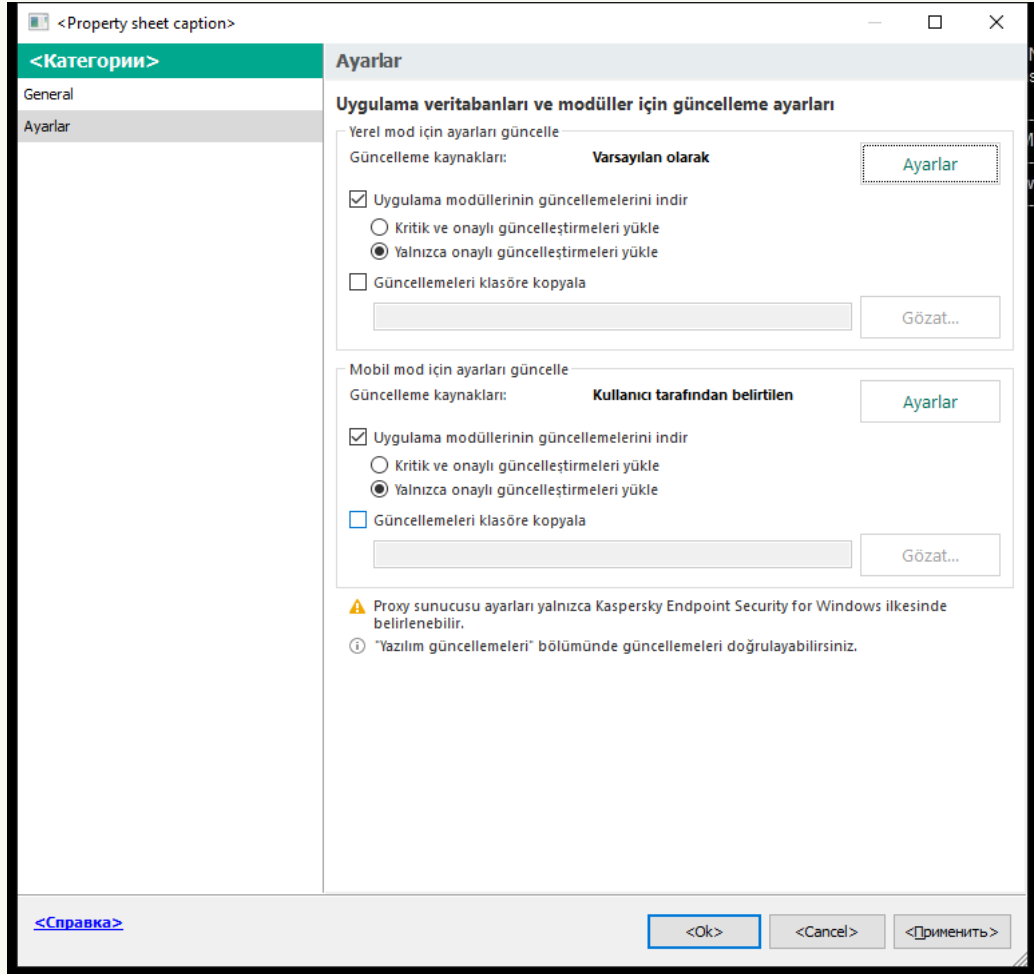 <Property sheet caption>
<Категории>
General
Ayarlar
Ayarlar
Uygulama veritabanları ve modüller için güncelleme ayarları
Yerel mod için ayarları güncelle
Güncelleme kaynakları: Varsayılan olarak
Ayarlar
Uygulama modüllerinin güncellemelerini indir
Kritik ve onaylı güncelleştirmeleri yükle
Yalnızca onaylı güncelleştirmeleri yükle
Güncellemeleri klasöre kopyala
Gözat...
Mobil mod için ayarları güncelle
Güncelleme kaynakları: Kullanıcı tarafından belirtilen
Ayarlar
Uygulama modüllerinin güncellemelerini indir
Kritik ve onaylı güncelleştirmeleri yükle
Yalnızca onaylı güncelleştirmeleri yükle
Güncellemeleri klasöre kopyala
Gözat...
Proxy sunucusu ayarları yalnızca Kaspersky Endpoint Security for Windows ilkesinde
belirlenebilir.
"Yazılım güncellemeleri" bölümünde güncellemeleri doğrulayabilirsiniz.
<Справка>
<Ok> <Cancel> <Применить>